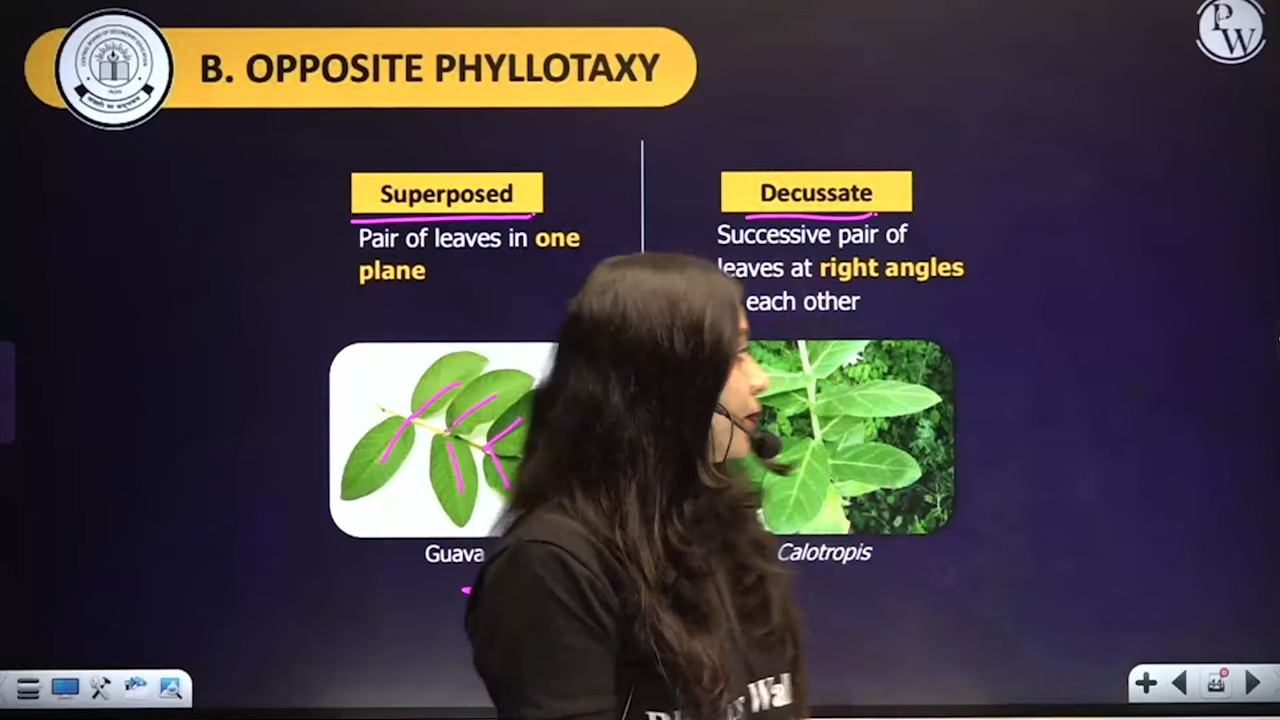 B. OPPOSITE PHYLLOTAXY
P
W
Superposed
Pair of leaves in one
plane
Decussate
Successive pair of
leaves at right angles
each other
Guava
Calotropis
44